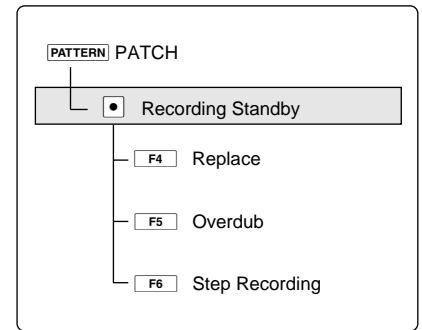 PATTERN PATCH
Recording Standby
F4 Replace
F5 Overdub
F6 Step Recording